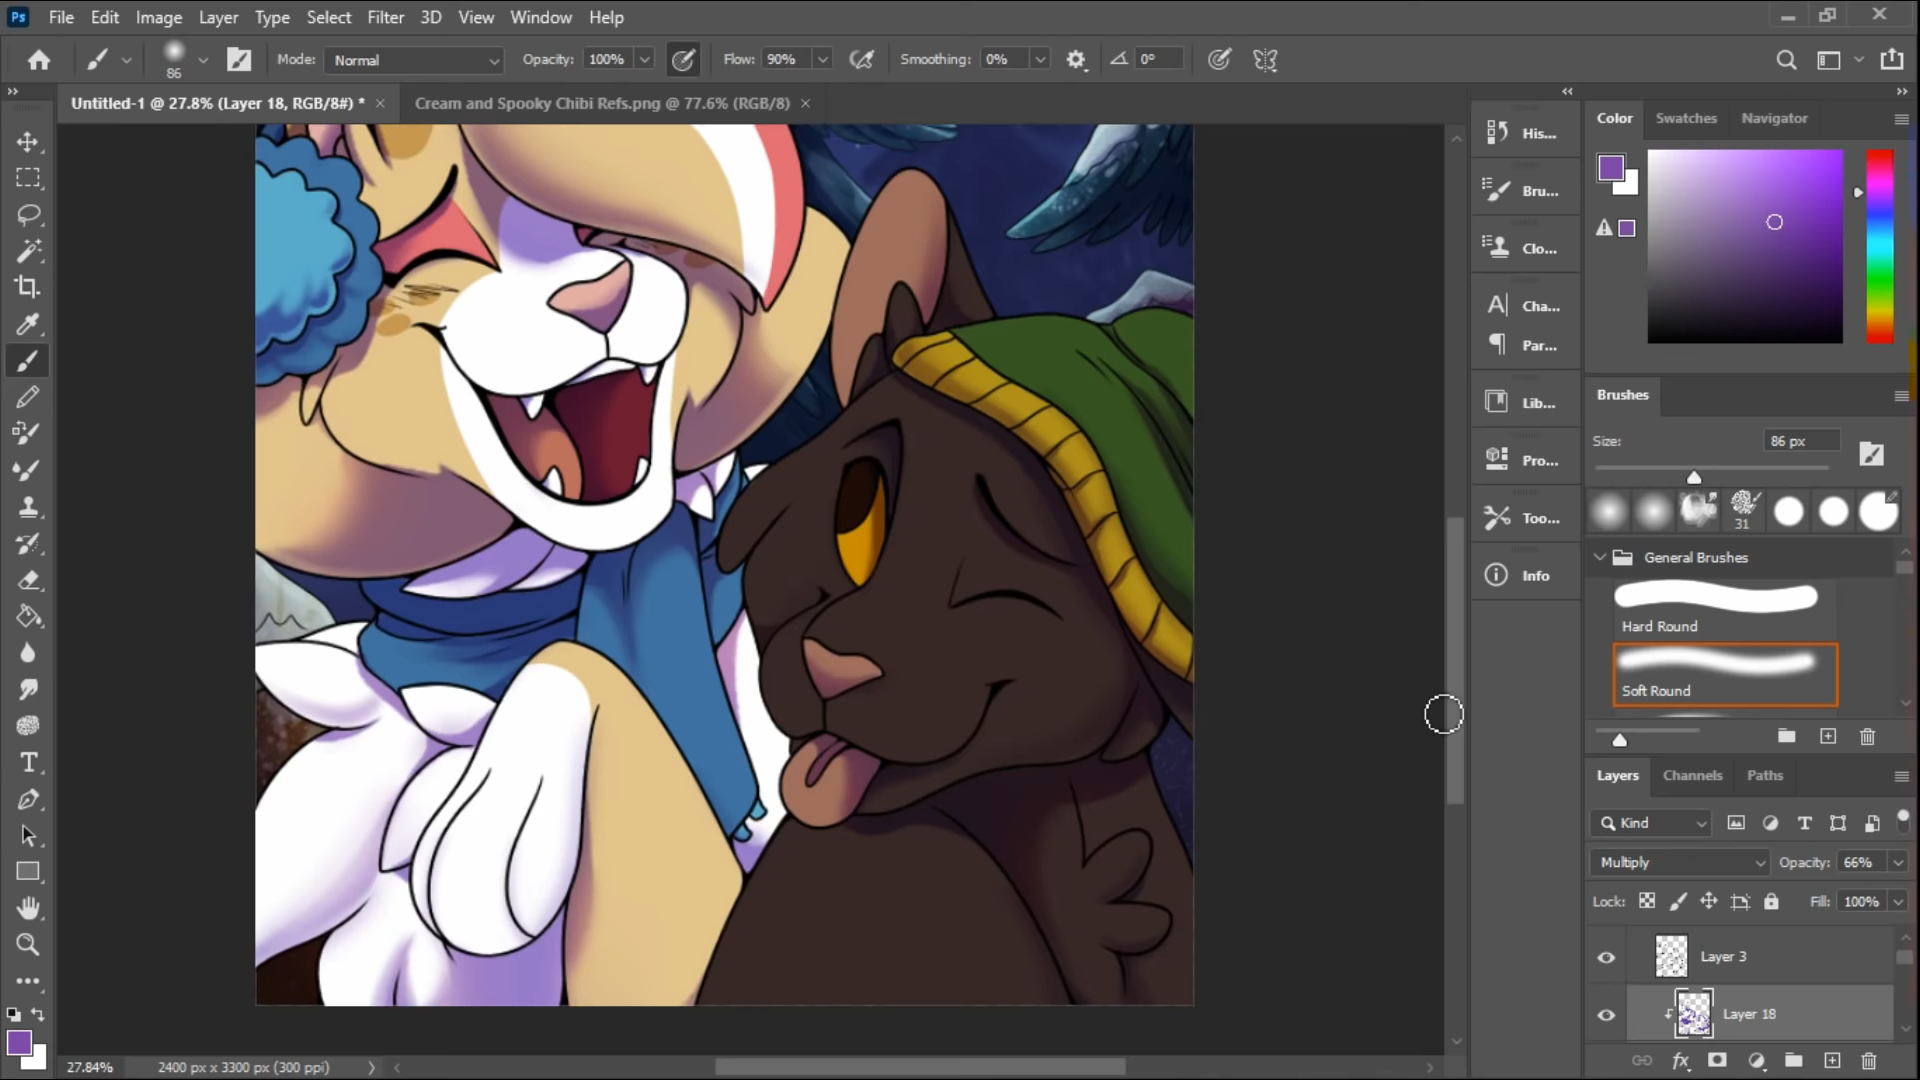 Ps File Edit Image Layer Type Select Filter 3D View Window Help
86 Mode: Normal Opacity: 100% Flow: 90% Smoothing: 0% 0°
Untitled-1 @ 27.8% (Layer 18, RGB/8#) * × Cream and Spooky Chibi Refs.png @ 77.6% (RGB/8) ×
His...
Bru...
Clo...
Cha...
Par...
Lib...
Pro...
Too...
Info
Color Swatches Navigator
Brushes
Size: 86 px
31
General Brushes
Hard Round
Soft Round
Layers Channels Paths
Kind
Multiply Opacity: 66%
Lock: Fill: 100%
Layer 3
Layer 18
27.84% 2400 px x 3300 px (300 ppi)